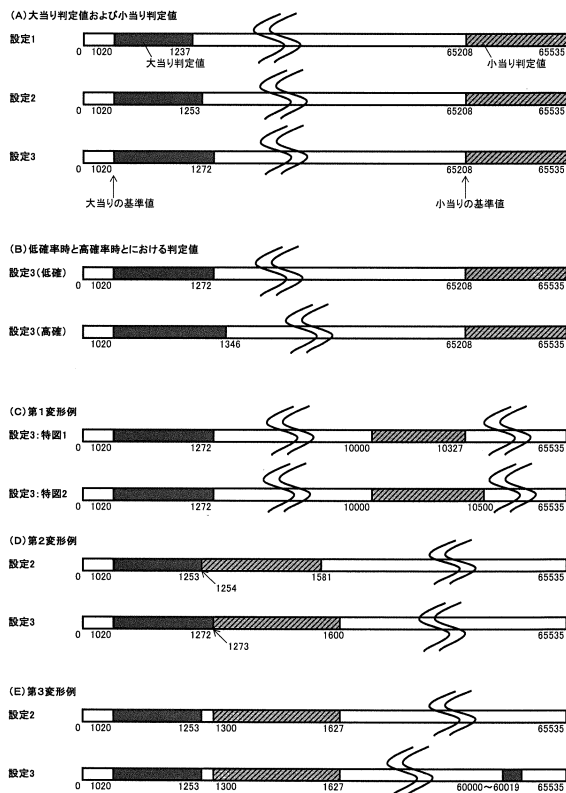 (A)大当り判定値および小当り判定値
設定1
0 1020 1237 65208 65535
大当り判定値 小当り判定値
設定2
0 1020 1253 65208 65535
設定3
0 1020 1272 65208 65535
大当りの基準値 小当りの基準値
(B)低確率時と高確率時とにおける判定値
設定3(低確)
0 1020 1272 65208 65535
設定3(高確)
1020 1346 65208 65535
(C)第1変形例
設定3:特図1
0 1020 1272 10000 10327 65535
設定3:特図2
0 1020 1272 10000 10500 65535
(D)第2変形例
設定2
0 1020 1253 1581 65535
1254
設定3
0 1020 1272 1600 65535
1273
(E)第3変形例
設定2
0 1020 1253 1300 1627 65535
設定3
0 1020 1253 1300 1627 60000~60019 65535